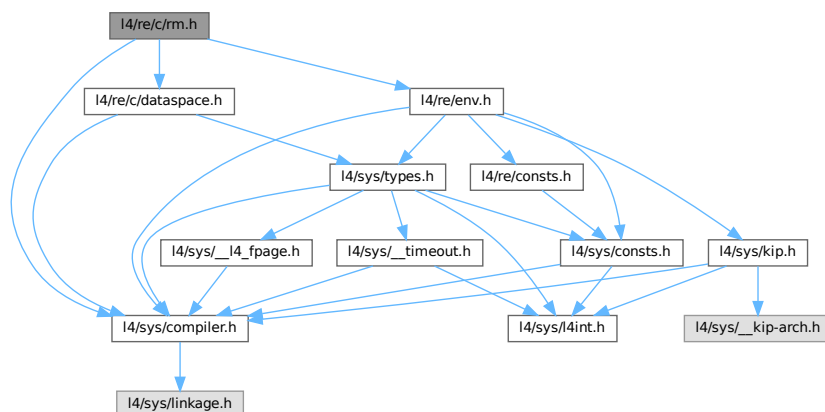 l4/re/c/rm.h
l4/re/c/dataspace.h
l4/re/env.h
l4/sys/types.h
l4/re/consts.h
l4/sys/__l4_fpage.h
l4/sys/__timeout.h
l4/sys/consts.h
l4/sys/kip.h
l4/sys/compiler.h
l4/sys/l4int.h
l4/sys/__kip-arch.h
l4/sys/linkage.h